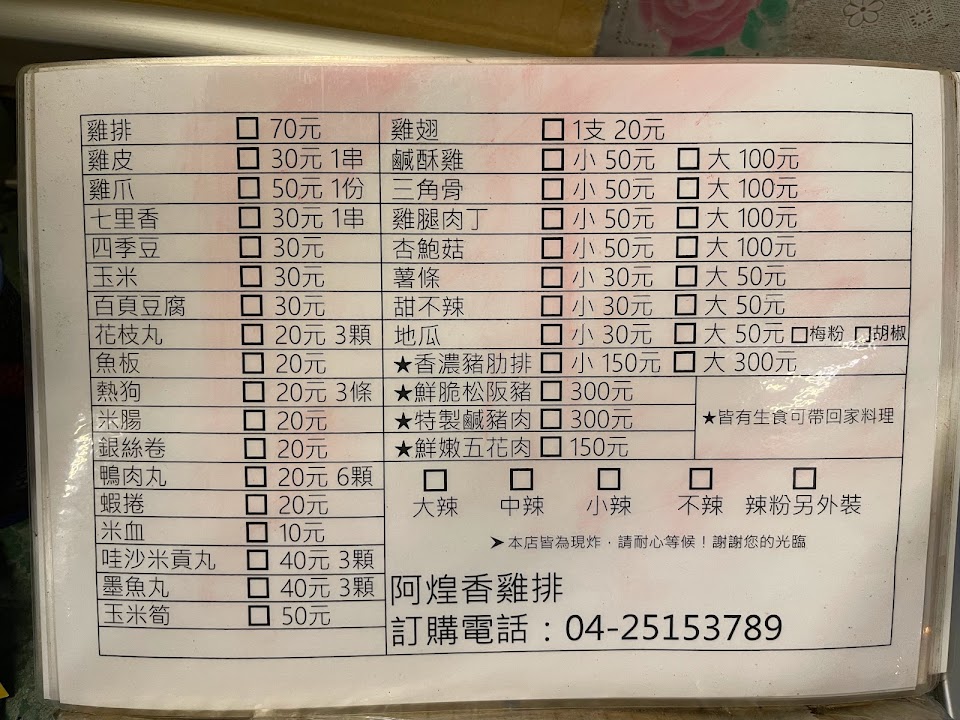 雞排 □ 70元
雞皮 □ 30元 1串
雞爪 □ 50元 1份
七里香 □ 30元 1串
四季豆 □ 30元
玉米 □ 30元
百頁豆腐 □ 30元
花枝丸 □ 20元 3顆
魚板 □ 20元
熱狗 □ 20元 3條
米腸 □ 20元
銀絲卷 □ 20元
鴨肉丸 □ 20元 6顆
蝦捲 □ 20元
米血 □ 10元
哇沙米貢丸 □ 40元 3顆
墨魚丸 □ 40元 3顆
玉米筍 □ 50元
雞翅 □ 1支 20元
鹹酥雞 □ 小 50元 □ 大 100元
三角骨 □ 小 50元 □ 大 100元
雞腿肉丁 □ 小 50元 □ 大 100元
杏鮑菇 □ 小 50元 □ 大 100元
薯條 □ 小 30元 □ 大 50元
甜不辣 □ 小 30元 □ 大 50元
地瓜 □ 小 30元 □ 大 50元 □梅粉 □胡椒
★香濃豬肋排 □ 小 150元 □ 大 300元
★鮮脆松阪豬 □ 300元
★特製鹹豬肉 □ 300元
★鮮嫩五花肉 □ 150元
★皆有生食可帶回家料理
□ □ □ □ □
大辣 中辣 小辣 不辣 辣粉另外裝
➤本店皆為現炸，請耐心等候！謝謝您的光臨
阿煌香雞排
訂購電話：04-25153789